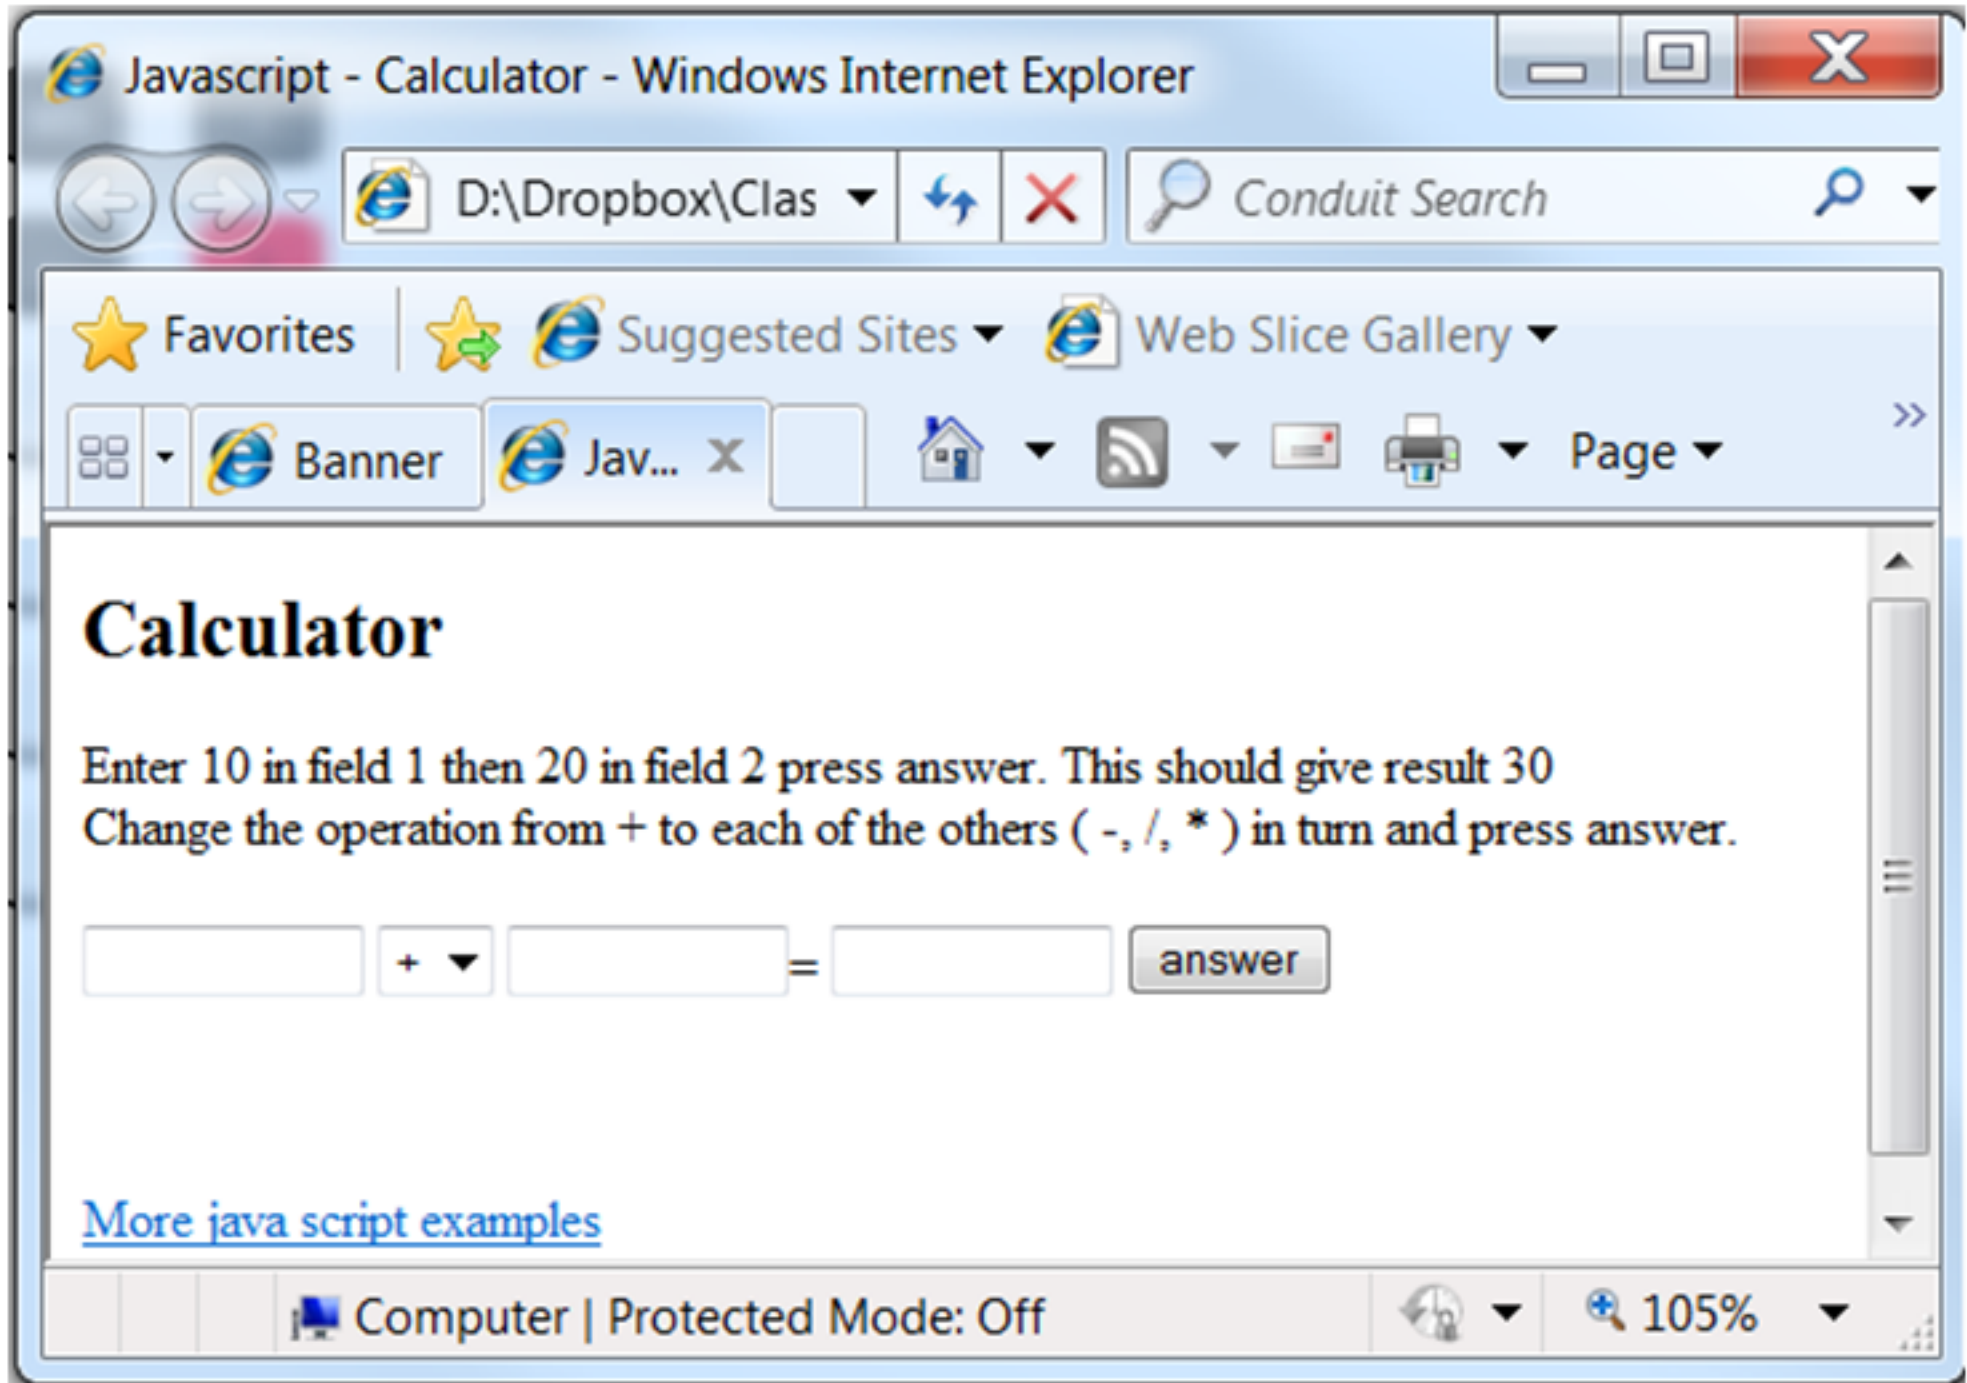 Javascript - Calculator - Windows Internet Explorer
D:\Dropbox\Clas Conduit Search
Favorites Suggested Sites Web Slice Gallery
Banner Jav... Page
Calculator
Enter 10 in field 1 then 20 in field 2 press answer. This should give result 30
Change the operation from + to each of the others ( -, /, * ) in turn and press answer.
+ = answer
More java script examples
Computer | Protected Mode: Off 105%